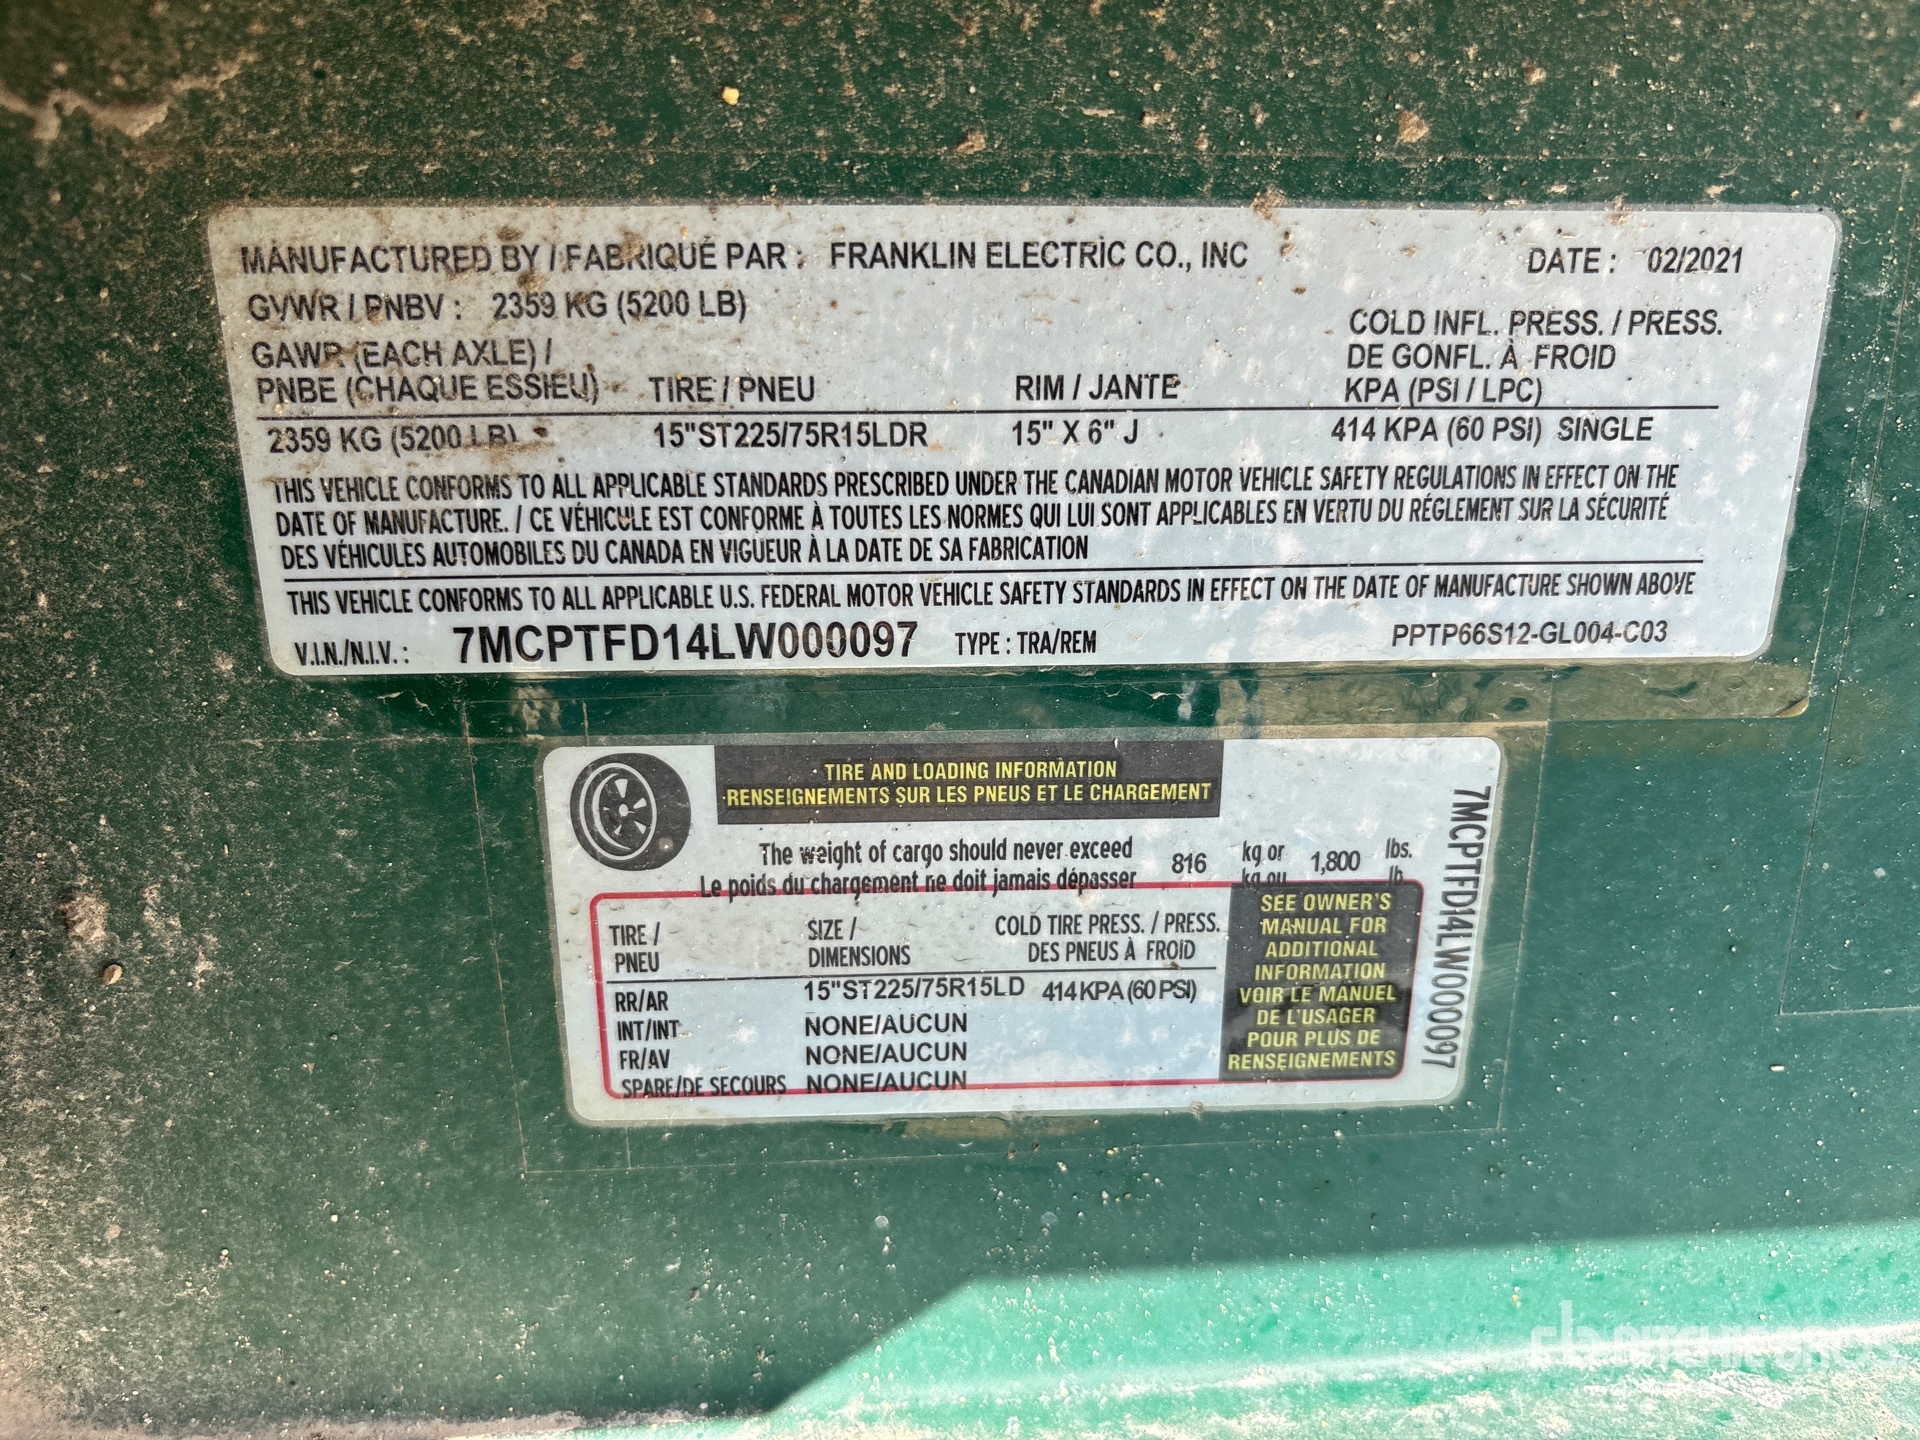 MANUFACTURED BY / FABRIQUÉ PAR : FRANKLIN ELECTRIC CO., INC DATE : 02/2021
GVWR / PNBV : 2359 KG (5200 LB)
GAWR (EACH AXLE) /
PNBE (CHAQUE ESSIEU) TIRE / PNEU RIM / JANTE
COLD INFL. PRESS. / PRESS.
DE GONFL. À FROID
KPA (PSI / LPC)
2359 KG (5200 LB) 15"ST225/75R15LDR 15" X 6" J 414 KPA (60 PSI) SINGLE
THIS VEHICLE CONFORMS TO ALL APPLICABLE STANDARDS PRESCRIBED UNDER THE CANADIAN MOTOR VEHICLE SAFETY REGULATIONS IN EFFECT ON THE
DATE OF MANUFACTURE. / CE VÉHICULE EST CONFORME À TOUTES LES NORMES QUI LUI SONT APPLICABLES EN VERTU DU RÉGLEMENT SUR LA SÉCURITÉ
DES VÉHICULES AUTOMOBILES DU CANADA EN VIGUEUR À LA DATE DE SA FABRICATION
THIS VEHICLE CONFORMS TO ALL APPLICABLE U.S. FEDERAL MOTOR VEHICLE SAFETY STANDARDS IN EFFECT ON THE DATE OF MANUFACTURE SHOWN ABOVE
V.I.N./N.I.V. : 7MCPTFD14LW000097 TYPE : TRA/REM PPTP66S12-GL004-C03
TIRE AND LOADING INFORMATION
RENSEIGNEMENTS SUR LES PNEUS ET LE CHARGEMENT
The weight of cargo should never exceed 816 kg or 1,800 lbs.
Le poids du chargement ne doit jamais dépasser kg ou lb
TIRE / SIZE / COLD TIRE PRESS. / PRESS.
PNEU DIMENSIONS DES PNEUS À FROID
RR/AR 15"ST225/75R15LD 414 KPA (60 PSI)
INT/INT NONE/AUCUN
FR/AV NONE/AUCUN
SPARE/DE SECOURS NONE/AUCUN
SEE OWNER'S
MANUAL FOR
ADDITIONAL
INFORMATION
VOIR LE MANUEL
DE L'USAGER
POUR PLUS DE
RENSEIGNEMENTS
7MCPTFD14LW000097